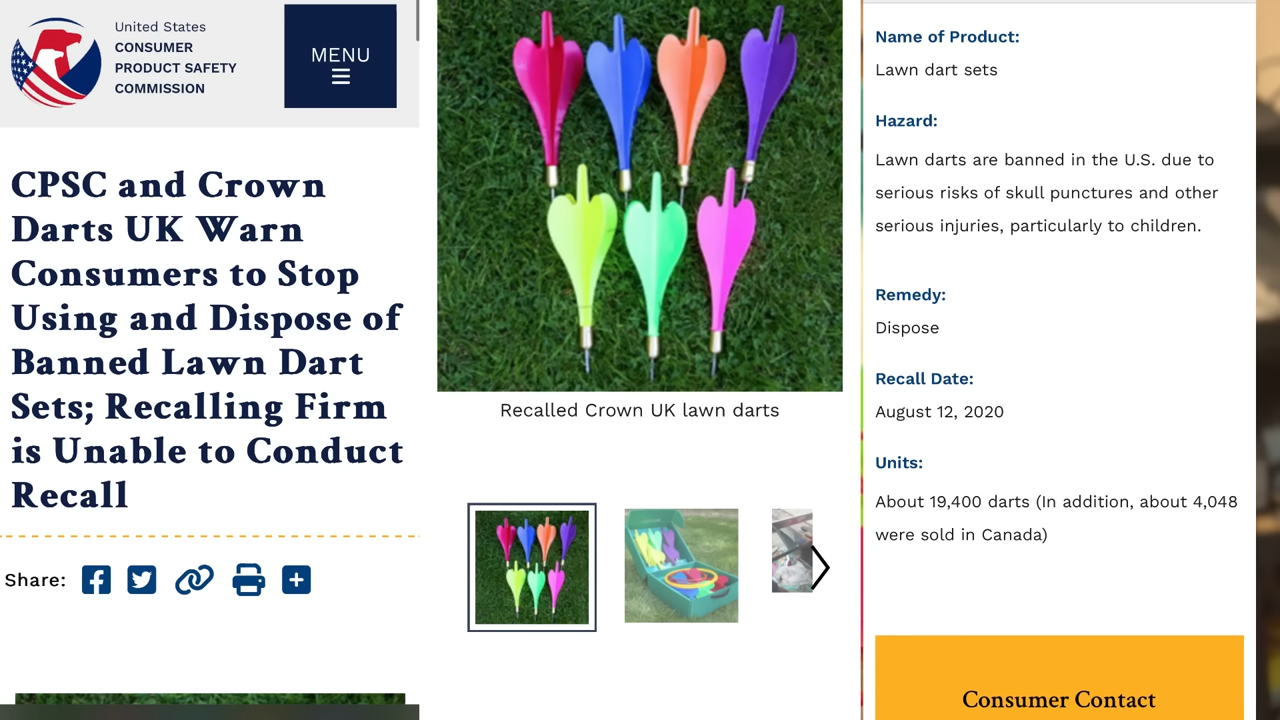 United States
CONSUMER
PRODUCT SAFETY
COMMISSION
MENU
CPSC and Crown
Darts UK Warn
Consumers to Stop
Using and Dispose of
Banned Lawn Dart
Sets; Recalling Firm
is Unable to Conduct
Recall
Share:
Recalled Crown UK lawn darts
Name of Product:
Lawn dart sets
Hazard:
Lawn darts are banned in the U.S. due to
serious risks of skull punctures and other
serious injuries, particularly to children.
Remedy:
Dispose
Recall Date:
August 12, 2020
Units:
About 19,400 darts (In addition, about 4,048
were sold in Canada)
Consumer Contact